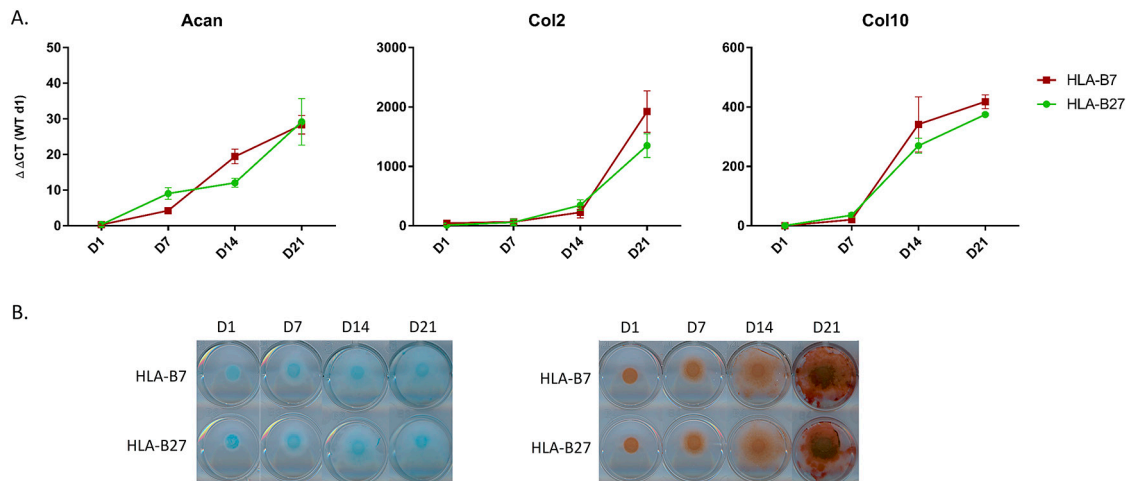 A.
Acan
Col2
Col10
Δ ΔCT (WT d1)
50
40
30
20
10
0
D1
D7
D14
D21
3000
2000
1000
0
D1
D7
D14
D21
600
400
200
0
D1
D7
D14
D21
HLA-B7
HLA-B27
B.
D1 D7 D14 D21
HLA-B7
HLA-B27
D1 D7 D14 D21
HLA-B7
HLA-B27